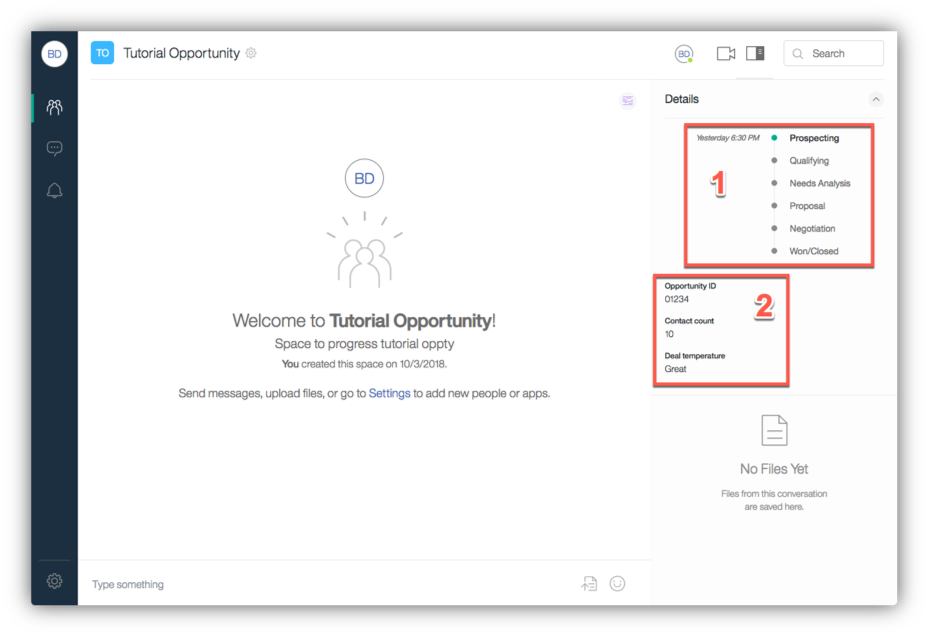 BD
TO Tutorial Opportunity
BD
Search
Details
Yesterday 6:30 PM Prospecting
Qualifying
Needs Analysis
Proposal
Negotiation
Won/Closed
1
Opportunity ID
01234
Contact count
10
Deal temperature
Great
2
BD
Welcome to Tutorial Opportunity!
Space to progress tutorial oppty
You created this space on 10/3/2018.
Send messages, upload files, or go to Settings to add new people or apps.
No Files Yet
Files from this conversation
are saved here.
Type something